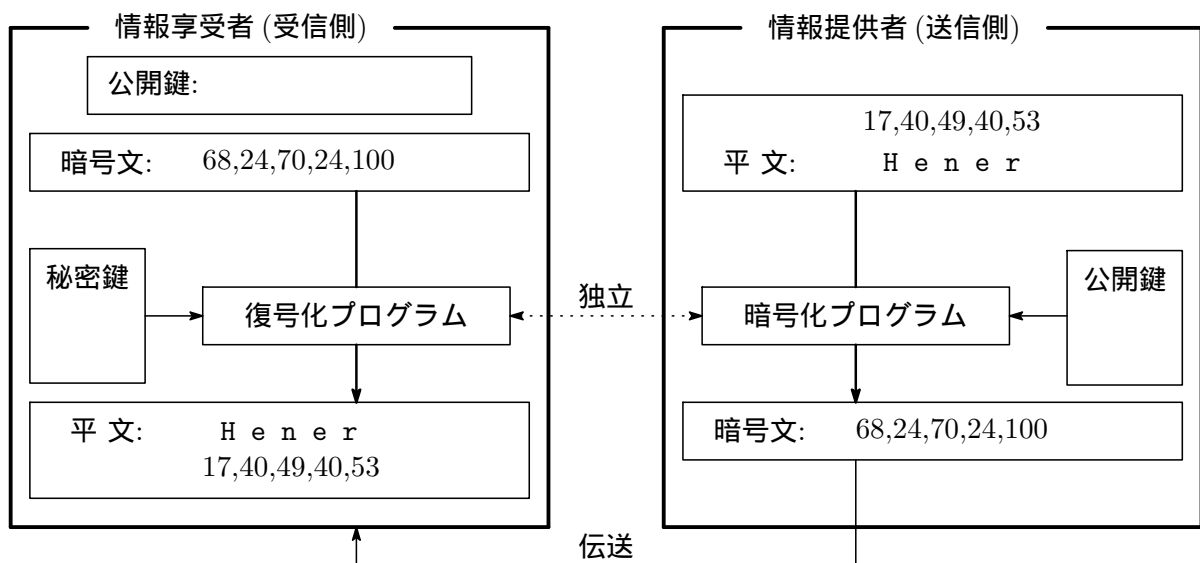 情報享受者 (受信側)
公開鍵:
暗号文: 68,24,70,24,100
秘密鍵
復号化プログラム
平 文: H e n e r
17,40,49,40,53
独立
伝送
情報提供者 (送信側)
17,40,49,40,53
平 文: H e n e r
公開鍵
暗号化プログラム
暗号文: 68,24,70,24,100